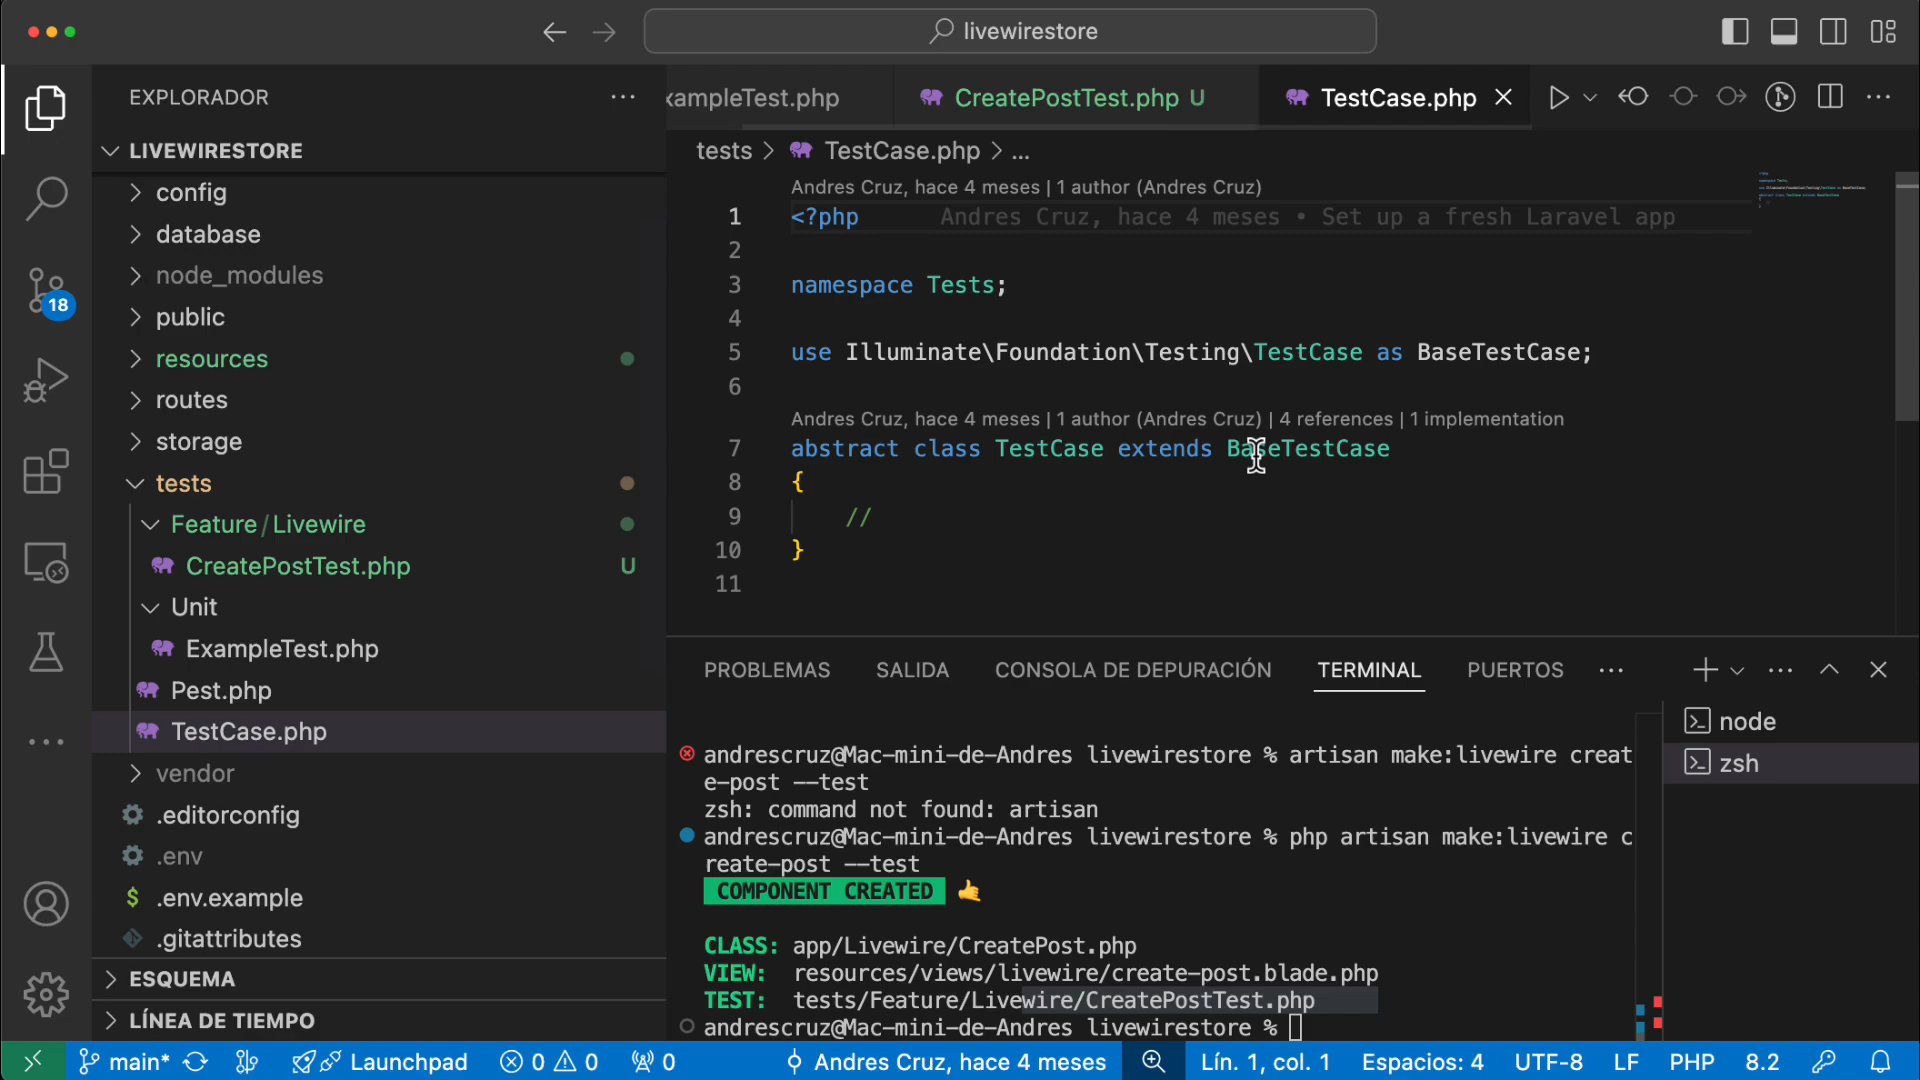 livewirestore
EXPLORADOR
LIVEWIRESTORE
config
database
node_modules
public
resources
routes
storage
tests
Feature/Livewire
CreatePostTest.php U
Unit
ExampleTest.php
Pest.php
TestCase.php
vendor
.editorconfig
.env
.env.example
.gitattributes
ESQUEMA
LÍNEA DE TIEMPO
18
xampleTest.php
CreatePostTest.php U
TestCase.php
tests > TestCase.php > ...
Andres Cruz, hace 4 meses | 1 author (Andres Cruz)
1 <?php Andres Cruz, hace 4 meses • Set up a fresh Laravel app
2
3 namespace Tests;
4
5 use Illuminate\Foundation\Testing\TestCase as BaseTestCase;
6
Andres Cruz, hace 4 meses | 1 author (Andres Cruz) | 4 references | 1 implementation
7 abstract class TestCase extends BaseTestCase
8 {
9 //
10 }
11
PROBLEMAS SALIDA CONSOLA DE DEPURACIÓN TERMINAL PUERTOS
andrescruz@Mac-mini-de-Andres livewirestore % artisan make:livewire creat
e-post --test
zsh: command not found: artisan
andrescruz@Mac-mini-de-Andres livewirestore % php artisan make:livewire c
reate-post --test
COMPONENT CREATED 🤙
CLASS: app/Livewire/CreatePost.php
VIEW: resources/views/livewire/create-post.blade.php
TEST: tests/Feature/Livewire/CreatePostTest.php
andrescruz@Mac-mini-de-Andres livewirestore %
node
zsh
main* Launchpad 0 0 0 Andres Cruz, hace 4 meses Lín. 1, col. 1 Espacios: 4 UTF-8 LF PHP 8.2